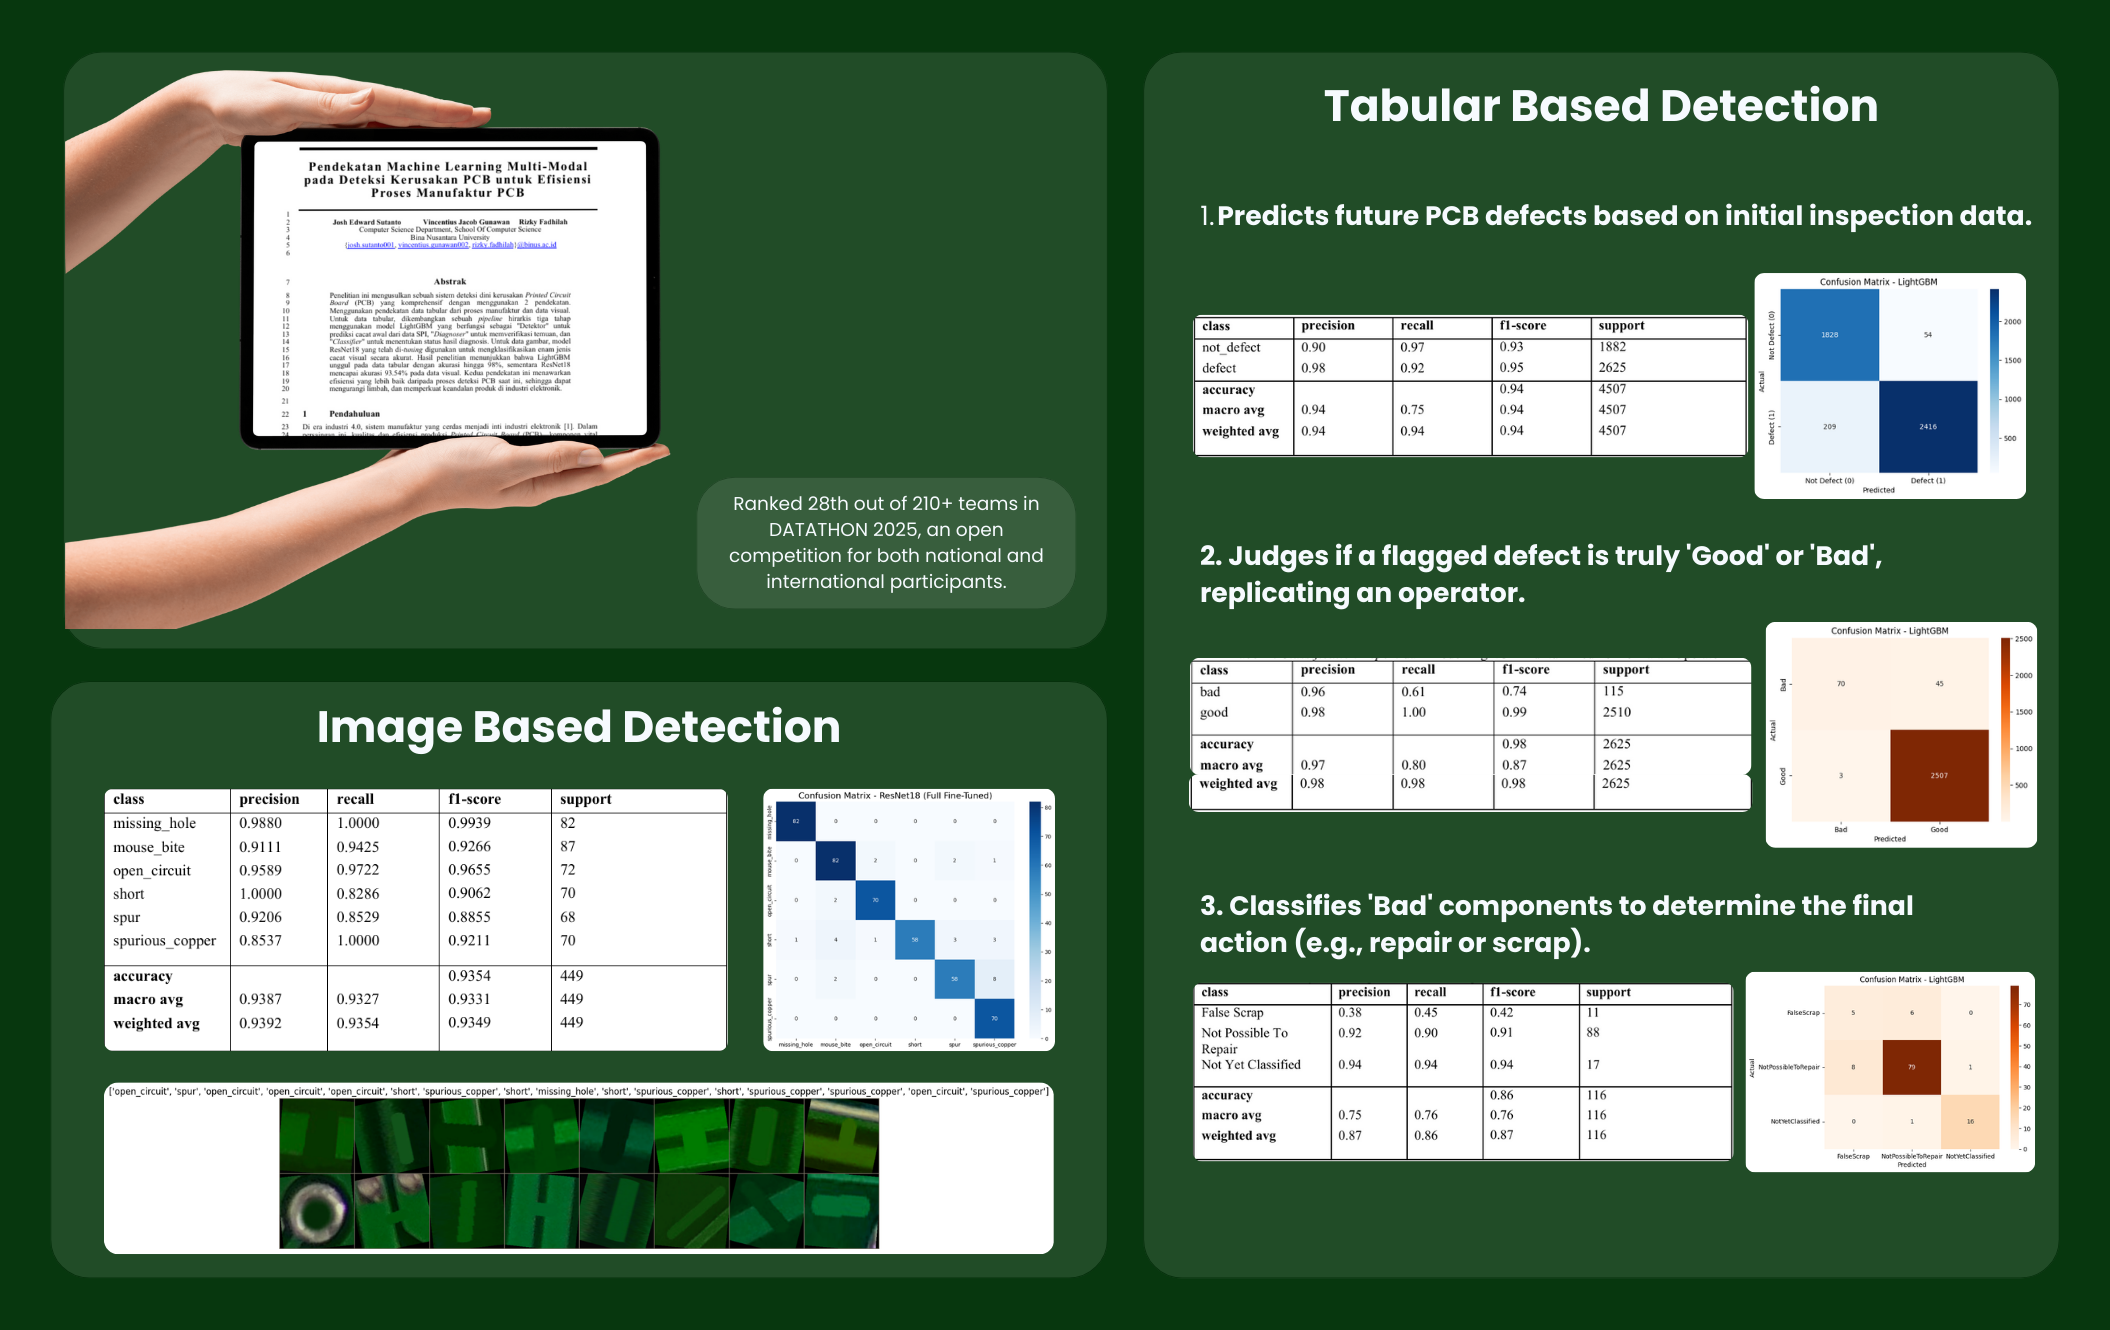 Pendekatan Machine Learning Multi-Modal
pada Deteksi Kerusakan PCB untuk Efisiensi
Proses Manufaktur PCB
1
2 Josh Edward Sutanto Vincentius Jacob Gunawan Rizky Fadhilah
3 Computer Science Department, School Of Computer Science
4 Bina Nusantara University
5 {josh.sutanto001, vincentius.gunawan002, rizky.fadhilah}@binus.ac.id
6
7 Abstrak
8 Penelitian ini mengusulkan sebuah sistem deteksi dini kerusakan Printed Circuit
9 Board (PCB) yang komprehensif dengan menggunakan 2 pendekatan.
10 Menggunakan pendekatan data tabular dari proses manufaktur dan data visual.
11 Untuk data tabular, dikembangkan sebuah pipeline hirarkis tiga tahap
12 menggunakan model LightGBM yang berfungsi sebagai "Detektor" untuk
13 prediksi cacat awal dari data SPI, "Diagnoser" untuk memverifikasi temuan, dan
14 "Classifier" untuk menentukan status hasil diagnosis. Untuk data gambar, model
15 ResNet18 yang telah di-tuning digunakan untuk mengklasifikasikan enam jenis
16 cacat visual secara akurat. Hasil penelitian menunjukkan bahwa LightGBM
17 unggul pada data tabular dengan akurasi hingga 98%, sementara ResNet18
18 mencapai akurasi 93.54% pada data visual. Kedua pendekatan ini menawarkan
19 efisiensi yang lebih baik daripada proses deteksi PCB saat ini, sehingga dapat
20 mengurangi limbah, dan memperkuat keandalan produk di industri elektronik.
21
22 1 Pendahuluan
23 Di era industri 4.0, sistem manufaktur yang cerdas menjadi inti industri elektronik [1]. Dalam
24
Ranked 28th out of 210+ teams in
DATATHON 2025, an open
competition for both national and
international participants.
Image Based Detection
class precision recall f1-score support
missing_hole 0.9880 1.0000 0.9939 82
mouse_bite 0.9111 0.9425 0.9266 87
open_circuit 0.9589 0.9722 0.9655 72
short 1.0000 0.8286 0.9062 70
spur 0.9206 0.8529 0.8855 68
spurious_copper 0.8537 1.0000 0.9211 70
accuracy 0.9354 449
macro avg 0.9387 0.9327 0.9331 449
weighted avg 0.9392 0.9354 0.9349 449
Confusion Matrix - ResNet18 (Full Fine-Tuned)
missing_hole 82 0 0 0 0 0
mouse_bite 0 82 2 0 2 1
open_circuit 0 2 70 0 0 0
short 1 4 1 58 3 3
spur 0 2 0 0 58 8
spurious_copper 0 0 0 0 0 70
missing_hole mouse_bite open_circuit short spur spurious_copper
80
70
60
50
40
30
20
10
0
['open_circuit', 'spur', 'open_circuit', 'open_circuit', 'open_circuit', 'short', 'spurious_copper', 'short', 'missing_hole', 'short', 'spurious_copper', 'short', 'spurious_copper', 'spurious_copper', 'open_circuit', 'spurious_copper']
Tabular Based Detection
1. Predicts future PCB defects based on initial inspection data.
class precision recall f1-score support
not_defect 0.90 0.97 0.93 1882
defect 0.98 0.92 0.95 2625
accuracy 0.94 4507
macro avg 0.94 0.75 0.94 4507
weighted avg 0.94 0.94 0.94 4507
Confusion Matrix - LightGBM
Actual
Not Defect (0) 1828 54
Defect (1) 209 2416
Not Defect (0) Defect (1)
Predicted
2000
1500
1000
500
2. Judges if a flagged defect is truly 'Good' or 'Bad',
replicating an operator.
class precision recall f1-score support
bad 0.96 0.61 0.74 115
good 0.98 1.00 0.99 2510
accuracy 0.98 2625
macro avg 0.97 0.80 0.87 2625
weighted avg 0.98 0.98 0.98 2625
Confusion Matrix - LightGBM
Actual
Bad 70 45
Good 3 2507
Bad Good
Predicted
2500
2000
1500
1000
500
3. Classifies 'Bad' components to determine the final
action (e.g., repair or scrap).
class precision recall f1-score support
False Scrap 0.38 0.45 0.42 11
Not Possible To 0.92 0.90 0.91 88
Repair
Not Yet Classified 0.94 0.94 0.94 17
accuracy 0.86 116
macro avg 0.75 0.76 0.76 116
weighted avg 0.87 0.86 0.87 116
Confusion Matrix - LightGBM
Actual
FalseScrap 5 6 0
NotPossibleToRepair 8 79 1
NotYetClassified 0 1 16
FalseScrap NotPossibleToRepair NotYetClassified
Predicted
70
60
50
40
30
20
10
0